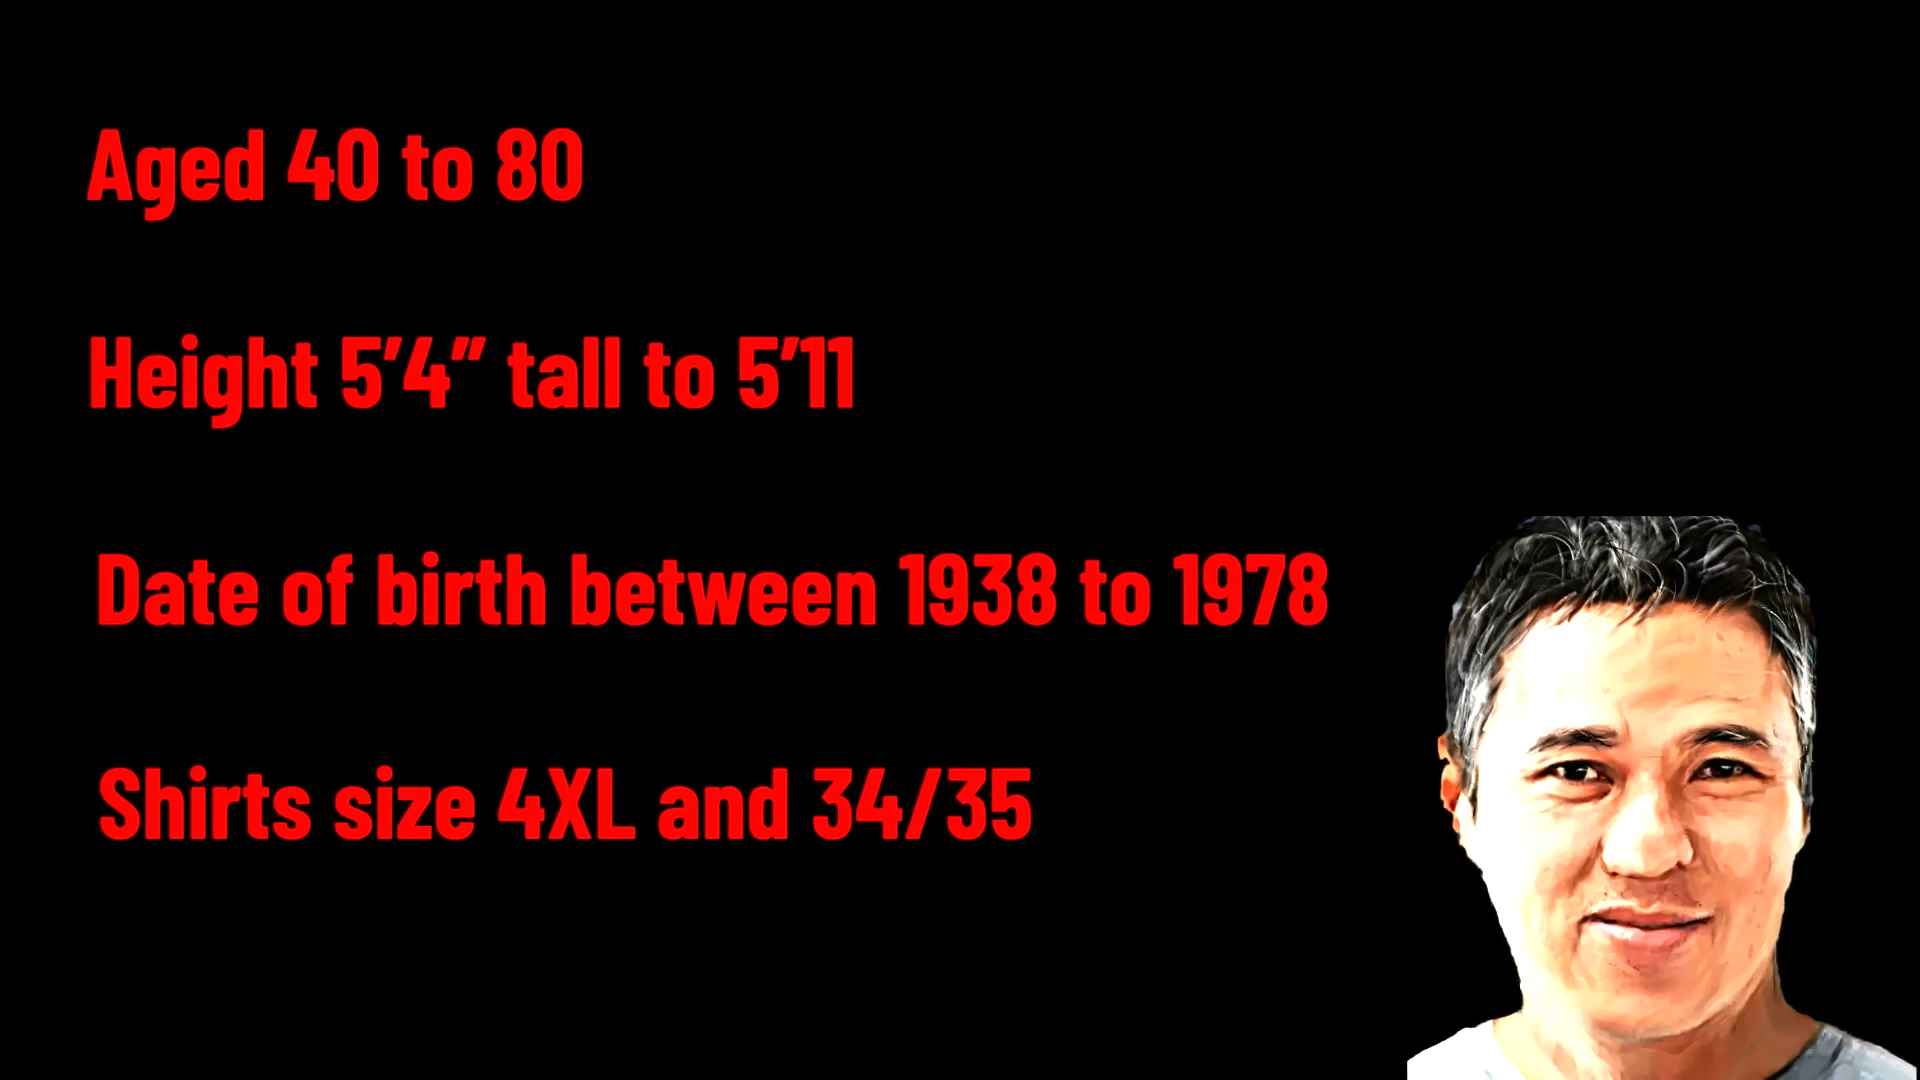 Aged 40 to 80
Height 5’4” tall to 5’11
Date of birth between 1938 to 1978
Shirts size 4XL and 34/35